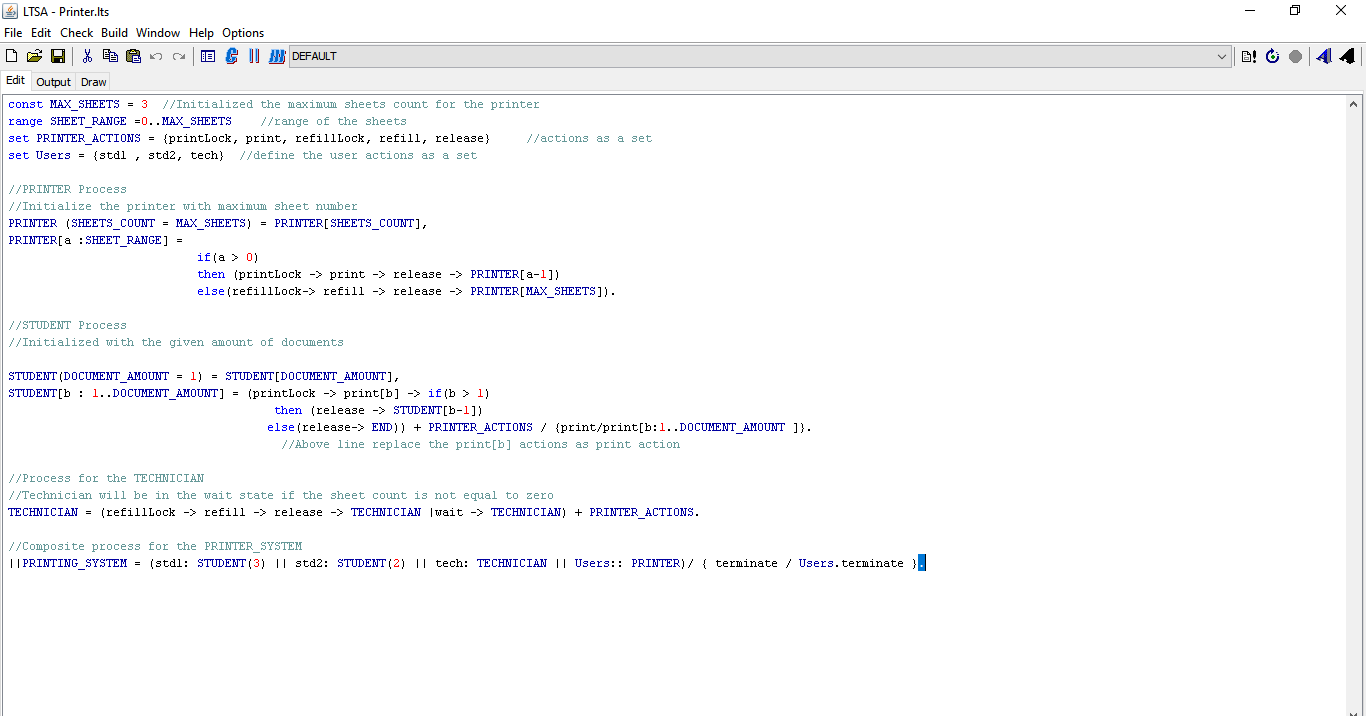 LTSA - Printer.lts
File Edit Check Build Window Help Options
DEFAULT
Edit Output Draw
const MAX_SHEETS = 3 //Initialized the maximum sheets count for the printer
range SHEET_RANGE =0..MAX_SHEETS //range of the sheets
set PRINTER_ACTIONS = {printLock, print, refillLock, refill, release} //actions as a set
set Users = {std1 , std2, tech} //define the user actions as a set
//PRINTER Process
//Initialize the printer with maximum sheet number
PRINTER (SHEETS_COUNT = MAX_SHEETS) = PRINTER[SHEETS_COUNT],
PRINTER[a :SHEET_RANGE] =
if(a > 0)
then (printLock -> print -> release -> PRINTER[a-1])
else(refillLock-> refill -> release -> PRINTER[MAX_SHEETS]).
//STUDENT Process
//Initialized with the given amount of documents
STUDENT(DOCUMENT_AMOUNT = 1) = STUDENT[DOCUMENT_AMOUNT],
STUDENT[b : 1..DOCUMENT_AMOUNT] = (printLock -> print[b] -> if(b > 1)
then (release -> STUDENT[b-1])
else(release-> END)) + PRINTER_ACTIONS / {print/print[b:1..DOCUMENT_AMOUNT ]}.
//Above line replace the print[b] actions as print action
//Process for the TECHNICIAN
//Technician will be in the wait state if the sheet count is not equal to zero
TECHNICIAN = (refillLock -> refill -> release -> TECHNICIAN |wait -> TECHNICIAN) + PRINTER_ACTIONS.
//Composite process for the PRINTER_SYSTEM
||PRINTING_SYSTEM = (std1: STUDENT(3) || std2: STUDENT(2) || tech: TECHNICIAN || Users:: PRINTER)/ { terminate / Users.terminate }.